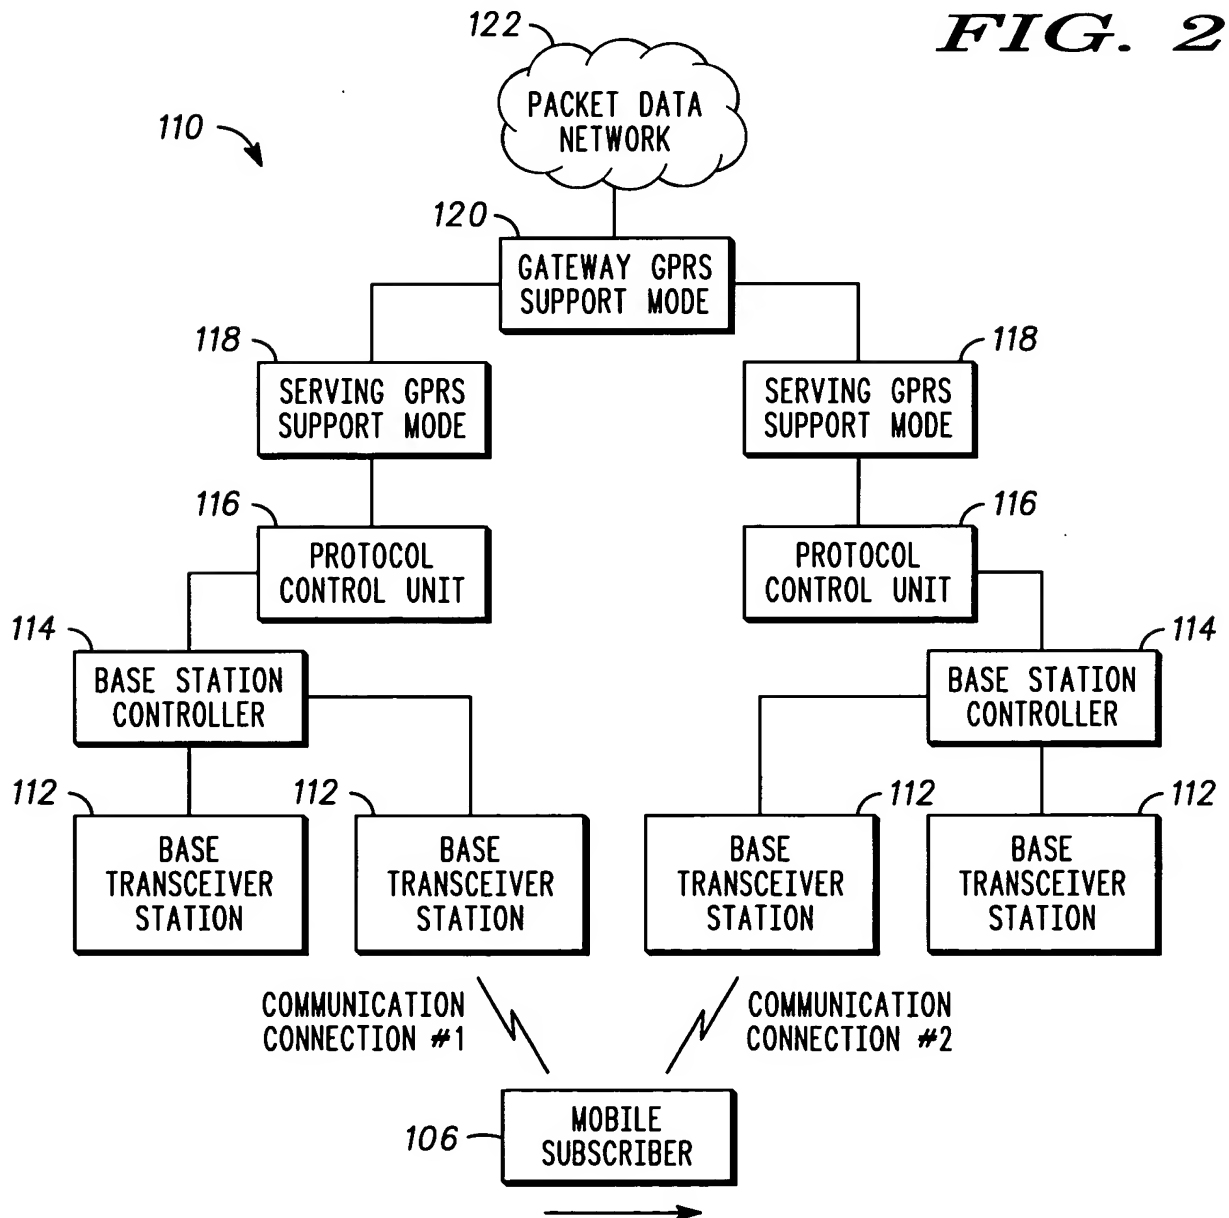 FIG. 2
122
PACKET DATA
NETWORK
110
120
GATEWAY GPRS
SUPPORT MODE
118
118
SERVING GPRS
SUPPORT MODE
SERVING GPRS
SUPPORT MODE
116
116
PROTOCOL
CONTROL UNIT
PROTOCOL
CONTROL UNIT
114
114
BASE STATION
CONTROLLER
BASE STATION
CONTROLLER
112
112
112
112
BASE
TRANSCEIVER
STATION
BASE
TRANSCEIVER
STATION
BASE
TRANSCEIVER
STATION
BASE
TRANSCEIVER
STATION
COMMUNICATION
CONNECTION #1
COMMUNICATION
CONNECTION #2
106
MOBILE
SUBSCRIBER